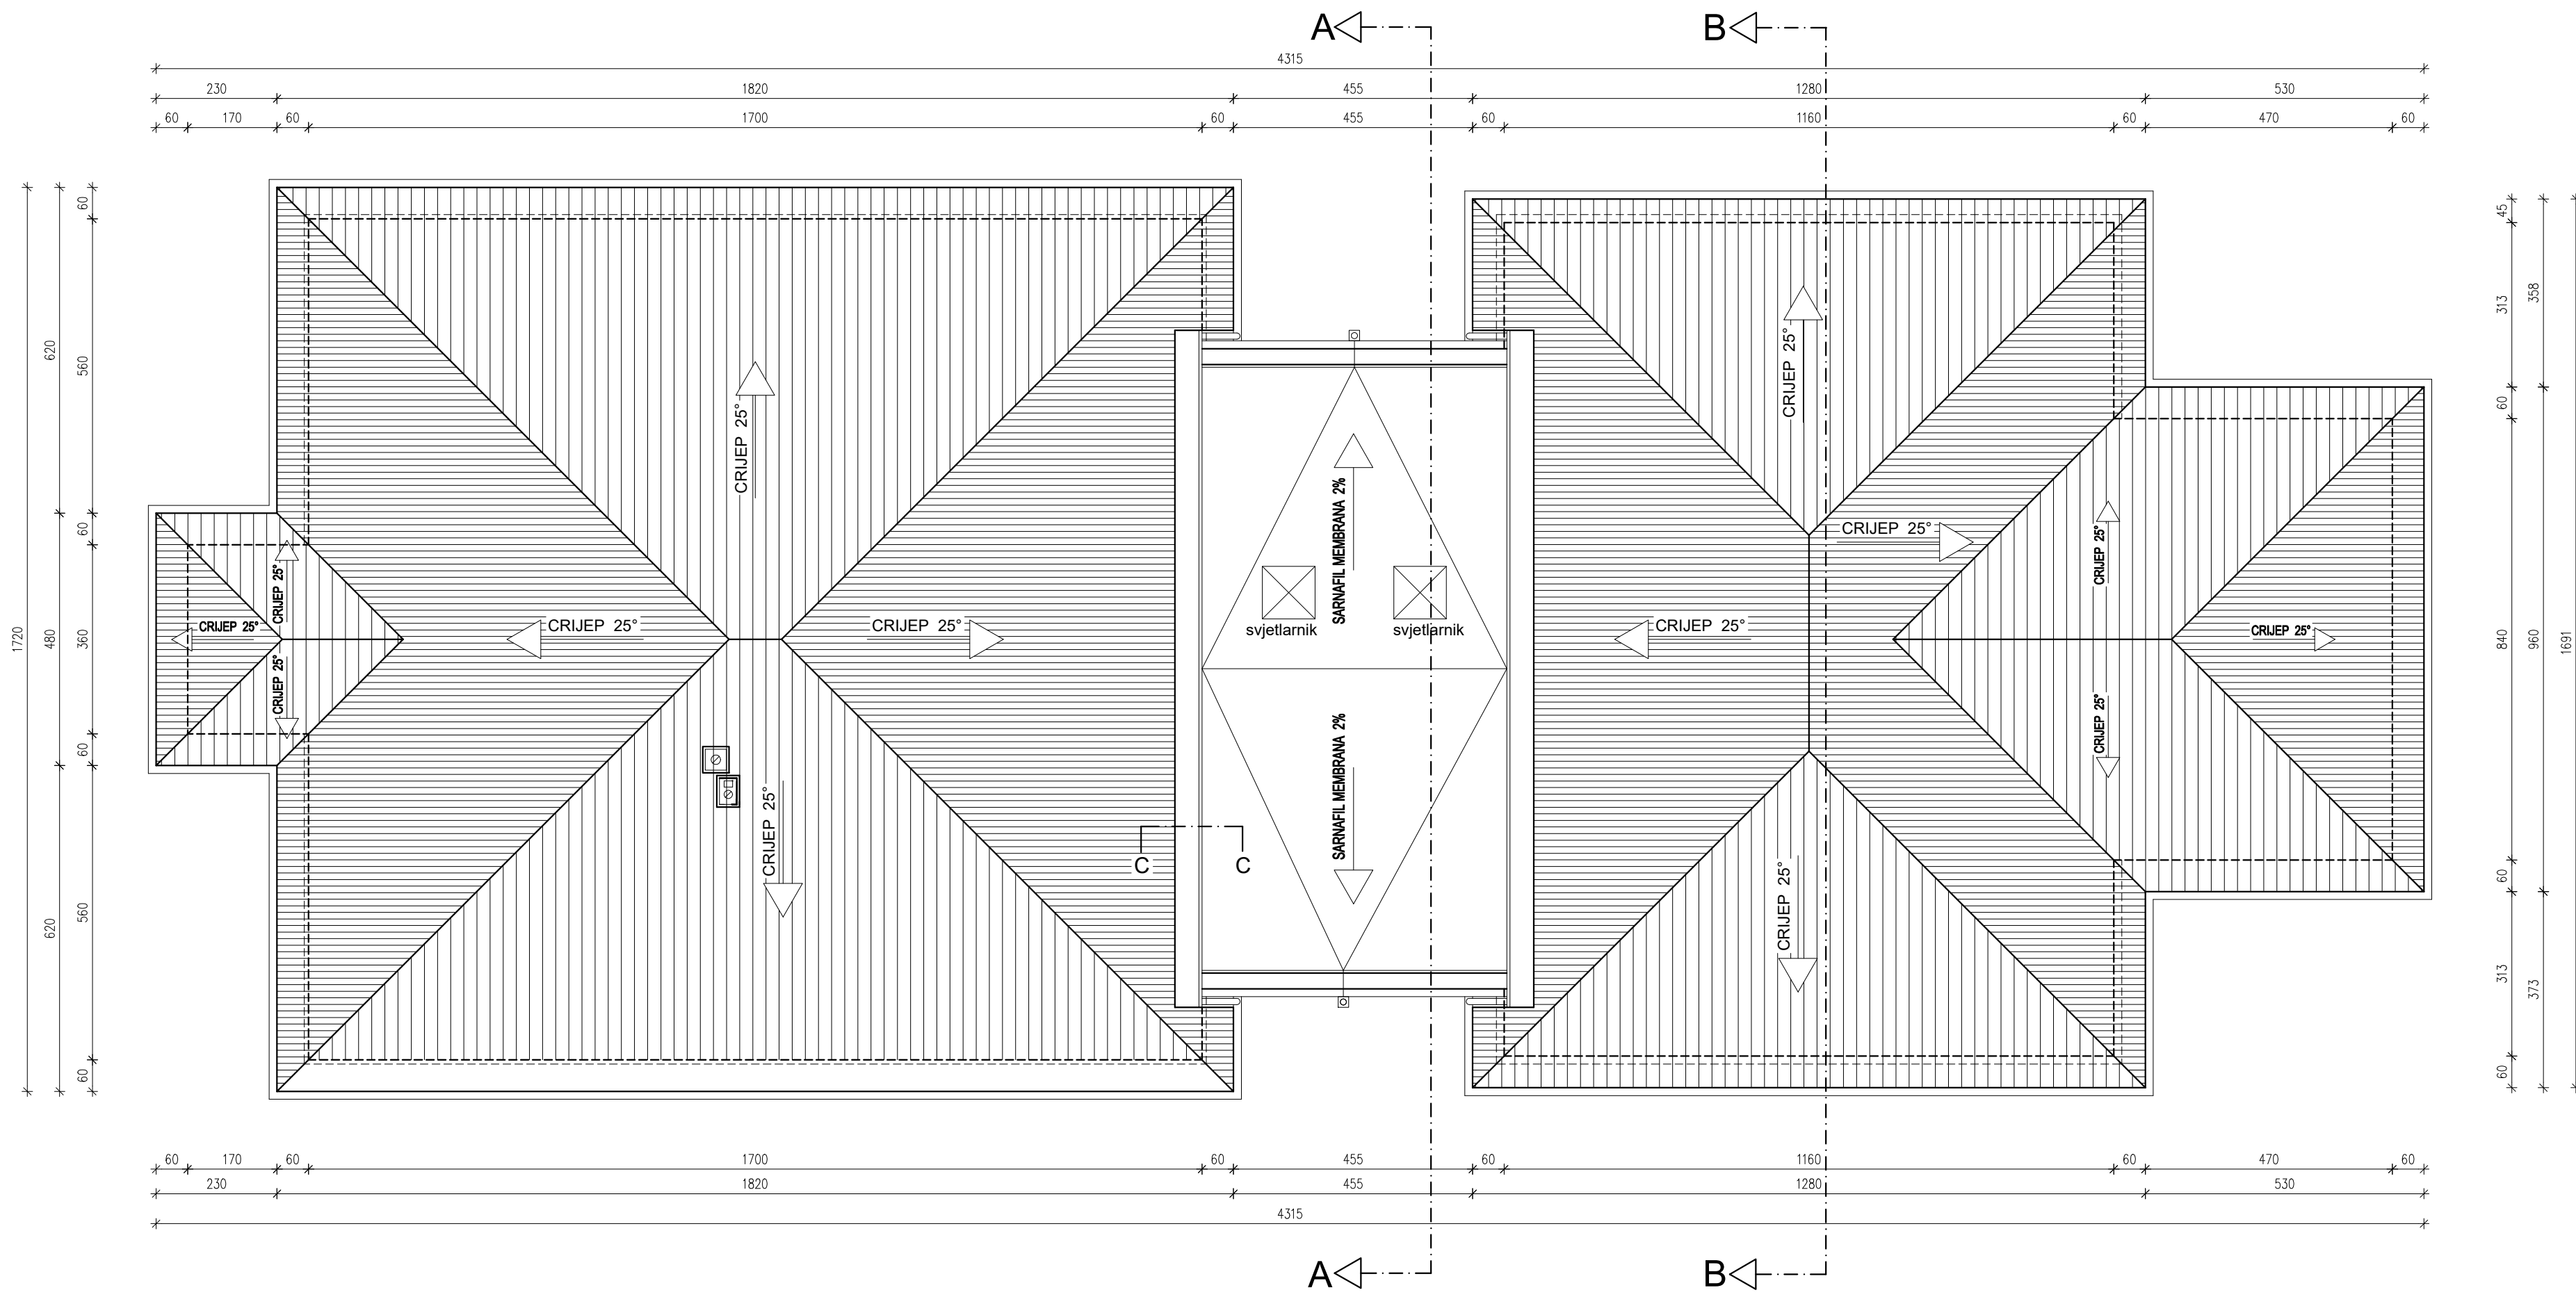 A B
4315
230 1820 455 1280 530
60 170 60 1700 60 455 60 1160 60 470 60
1720
620 480 620
60 560 60 360 60 560 60
45 313 60 840 60 313 60
358 960 373
1691
CRIJEP 25°
CRIJEP 25°
CRIJEP 25°
CRIJEP 25°
CRIJEP 25°
CRIJEP 25°
CRIJEP 25°
CRIJEP 25°
SARNAFIL MEMBRANA 2%
svjetlarnik svjetlarnik
SARNAFIL MEMBRANA 2%
C C
CRIJEP 25°
CRIJEP 25°
CRIJEP 25°
CRIJEP 25°
CRIJEP 25°
CRIJEP 25°
CRIJEP 25°
60 170 60 1700 60 455 60 1160 60 470 60
230 1820 455 1280 530
4315
A B